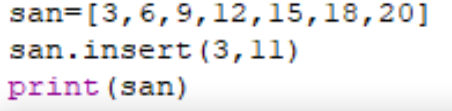 san=[3,6,9,12,15,18,20]
san.insert(3,11)
print(san)